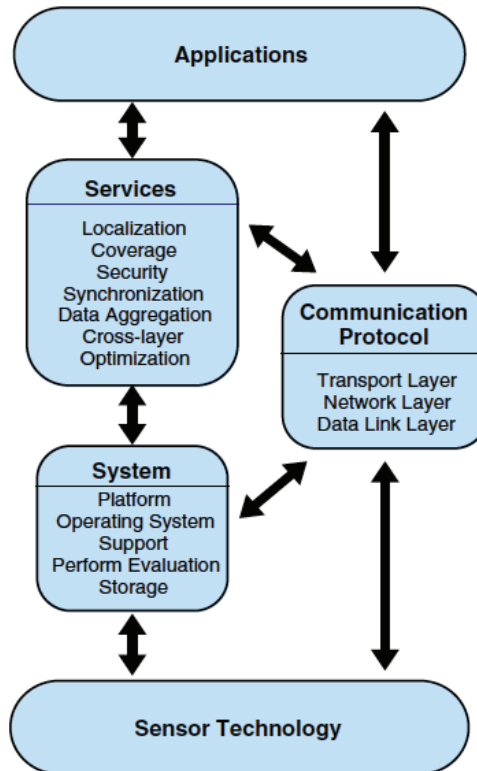 Applications
Services
Localization
Coverage
Security
Synchronization
Data Aggregation
Cross-layer
Optimization
Communication
Protocol
Transport Layer
Network Layer
Data Link Layer
System
Platform
Operating System
Support
Perform Evaluation
Storage
Sensor Technology